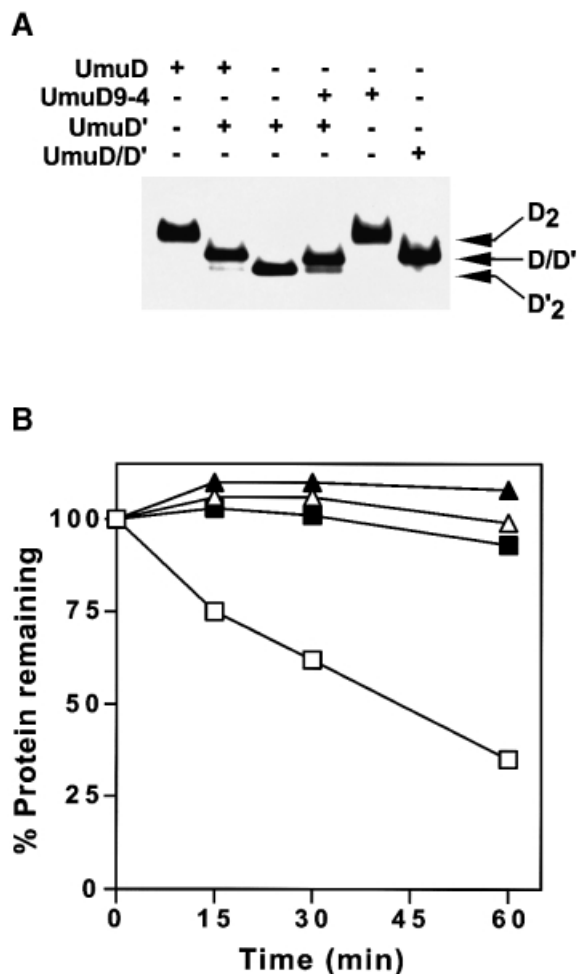 A
UmuD + + - - - -
UmuD9-4 - - - + + -
UmuD' - + + + - -
UmuD/D' - - - - - +
D2
D/D'
D'2
B
% Protein remaining
100
75
50
25
0
0 15 30 45 60
Time (min)